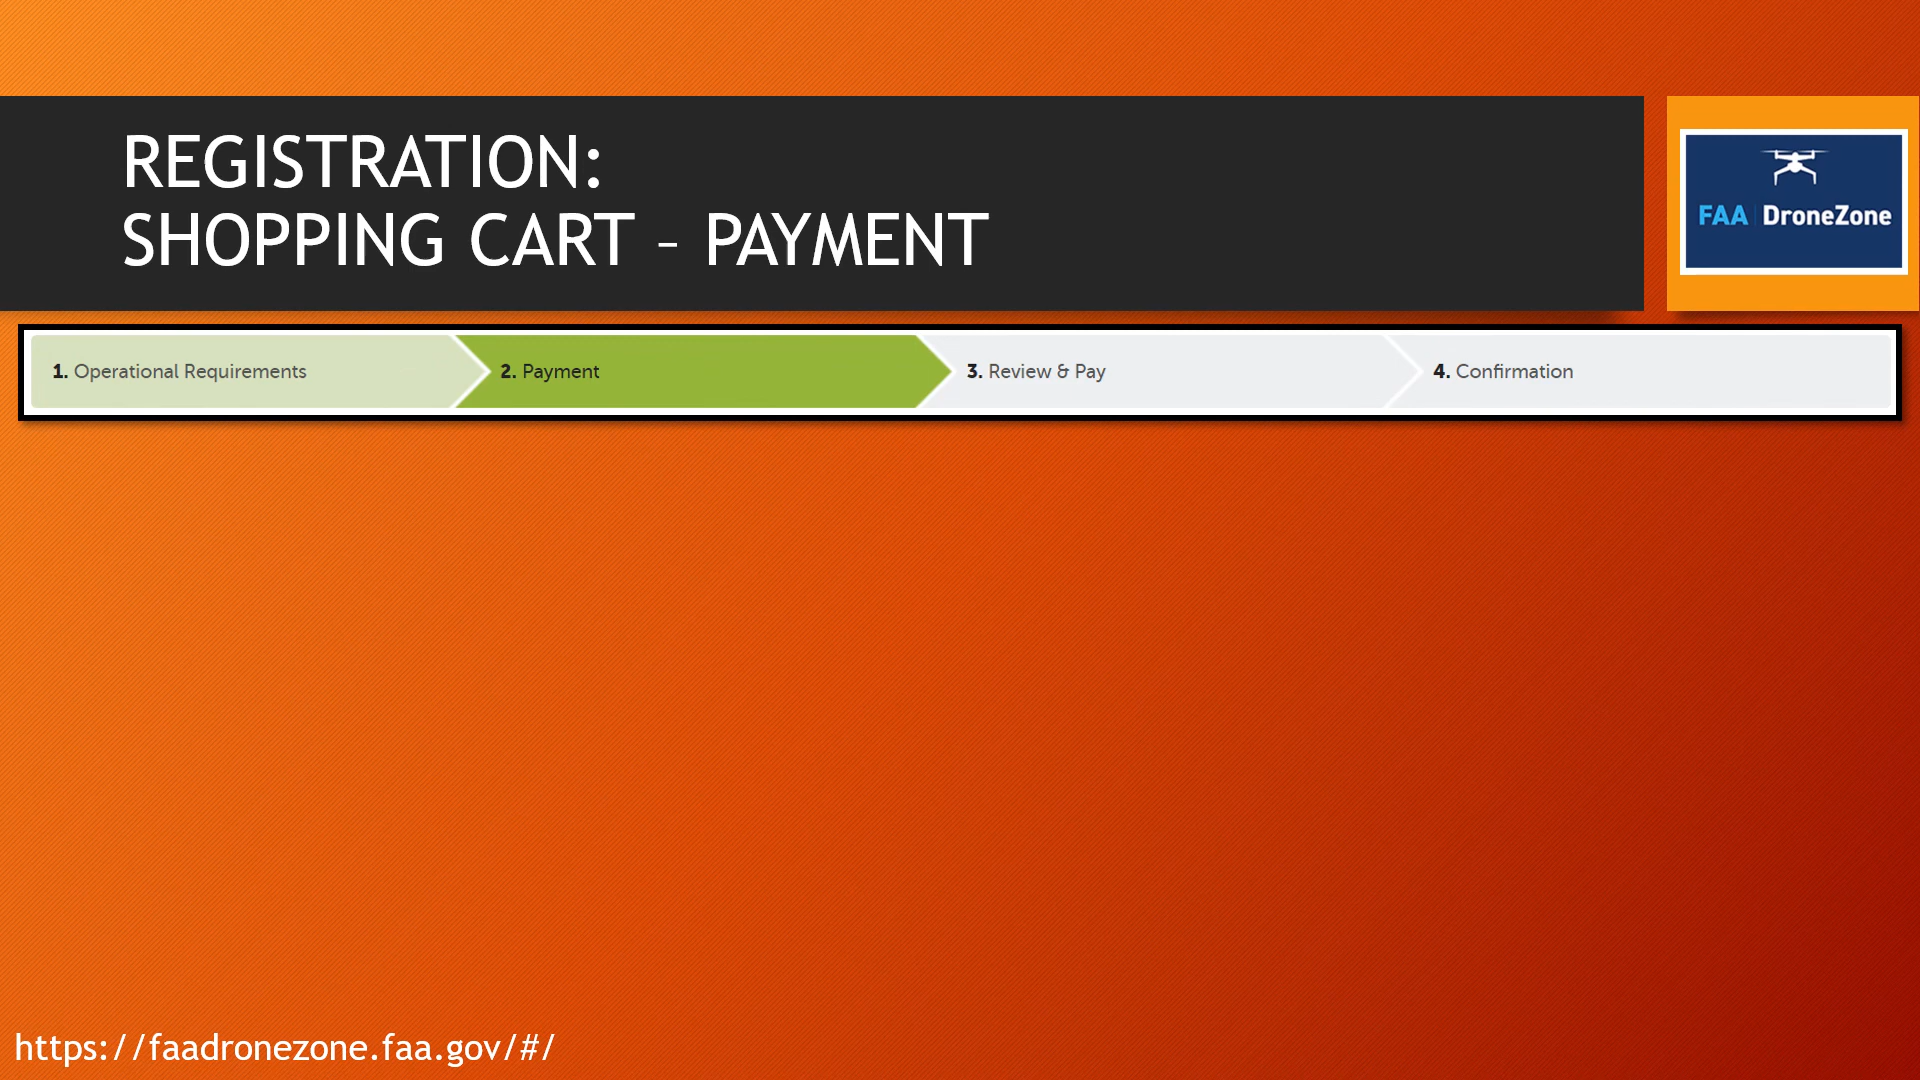 REGISTRATION:
SHOPPING CART – PAYMENT
FAA DroneZone
1. Operational Requirements
2. Payment
3. Review & Pay
4. Confirmation
https://faadronezone.faa.gov/#/